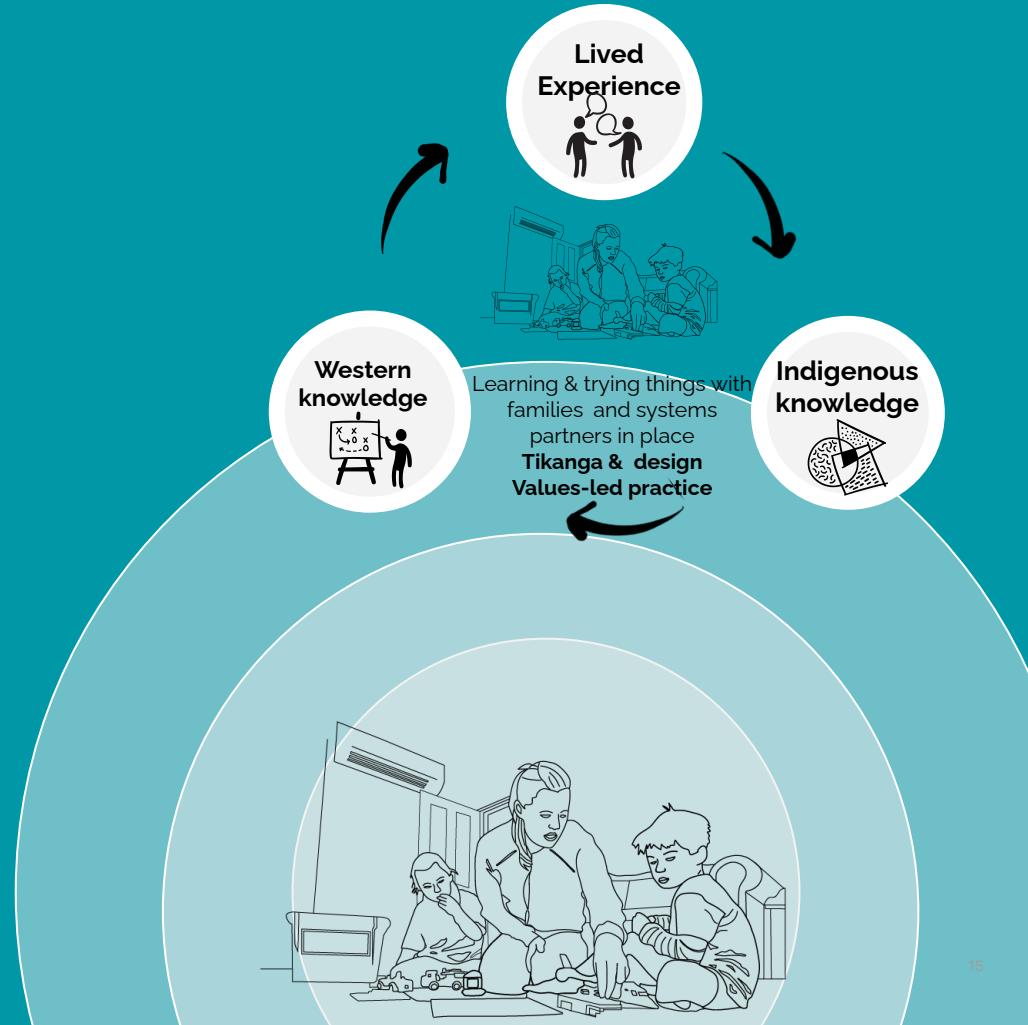 Lived
Experience
Western
knowledge
Indigenous
knowledge
Learning & trying things with
families and systems
partners in place
Tikanga & design
Values-led practice
15